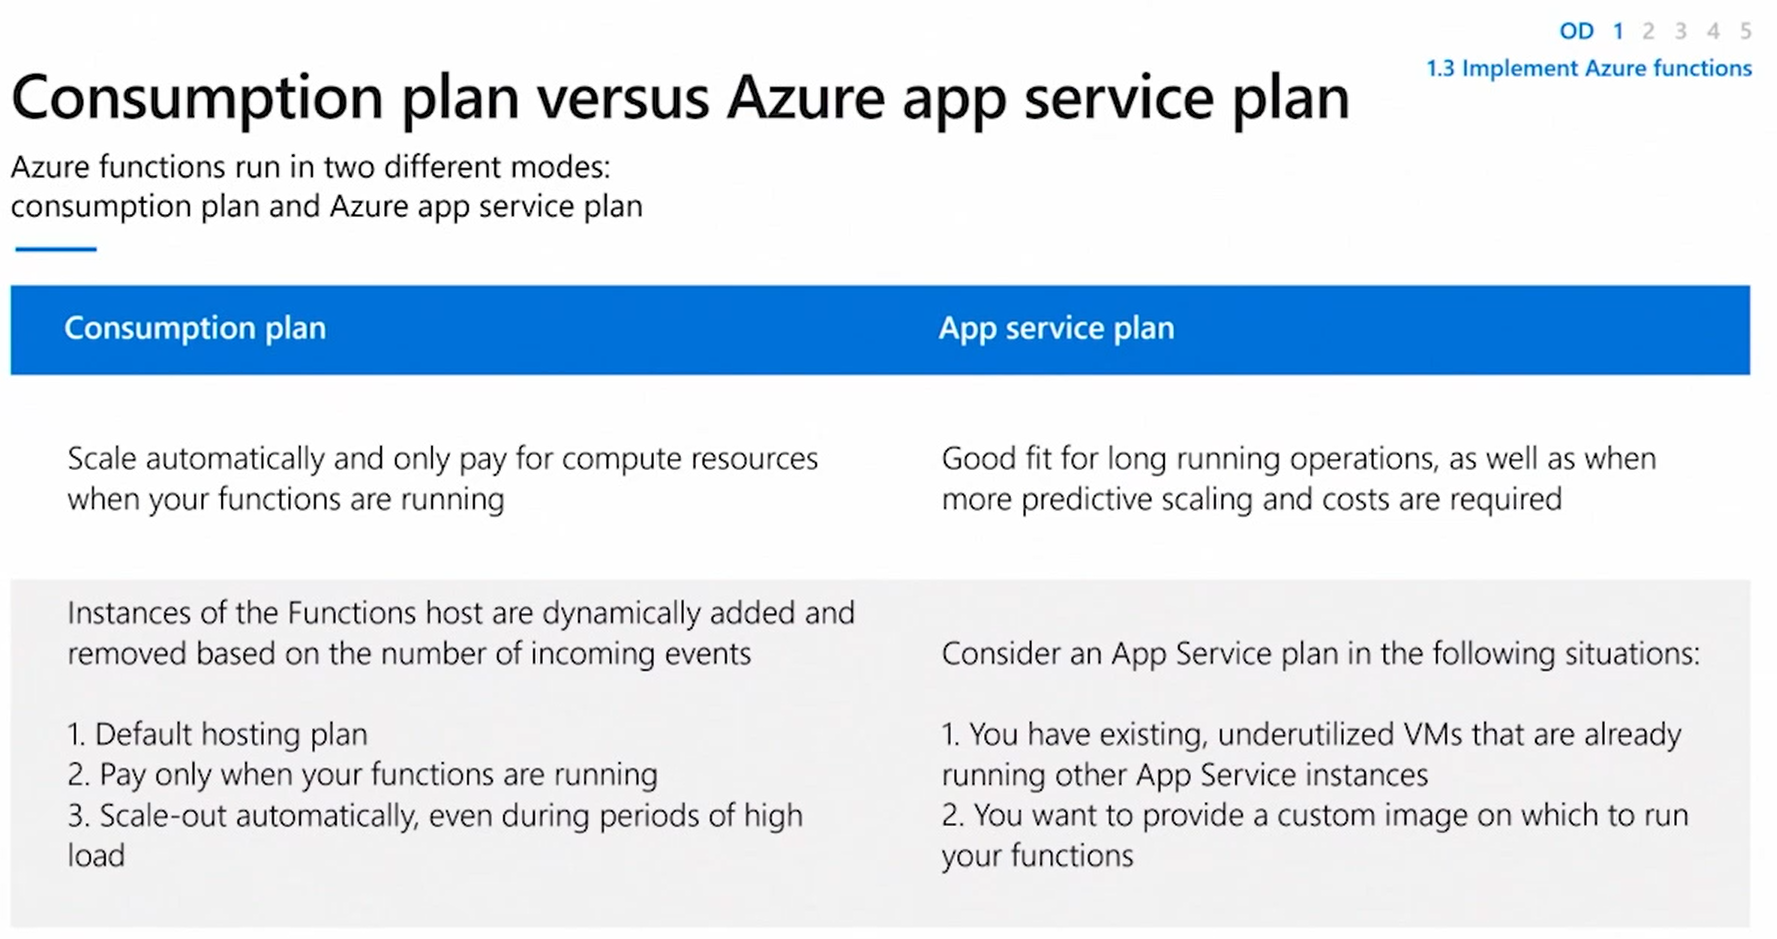 OD 1 2 3 4 5
1.3 Implement Azure functions
Consumption plan versus Azure app service plan
Azure functions run in two different modes:
consumption plan and Azure app service plan
Consumption plan
App service plan
Scale automatically and only pay for compute resources
when your functions are running
Good fit for long running operations, as well as when
more predictive scaling and costs are required
Instances of the Functions host are dynamically added and
removed based on the number of incoming events
1. Default hosting plan
2. Pay only when your functions are running
3. Scale-out automatically, even during periods of high
load
Consider an App Service plan in the following situations:
1. You have existing, underutilized VMs that are already
running other App Service instances
2. You want to provide a custom image on which to run
your functions